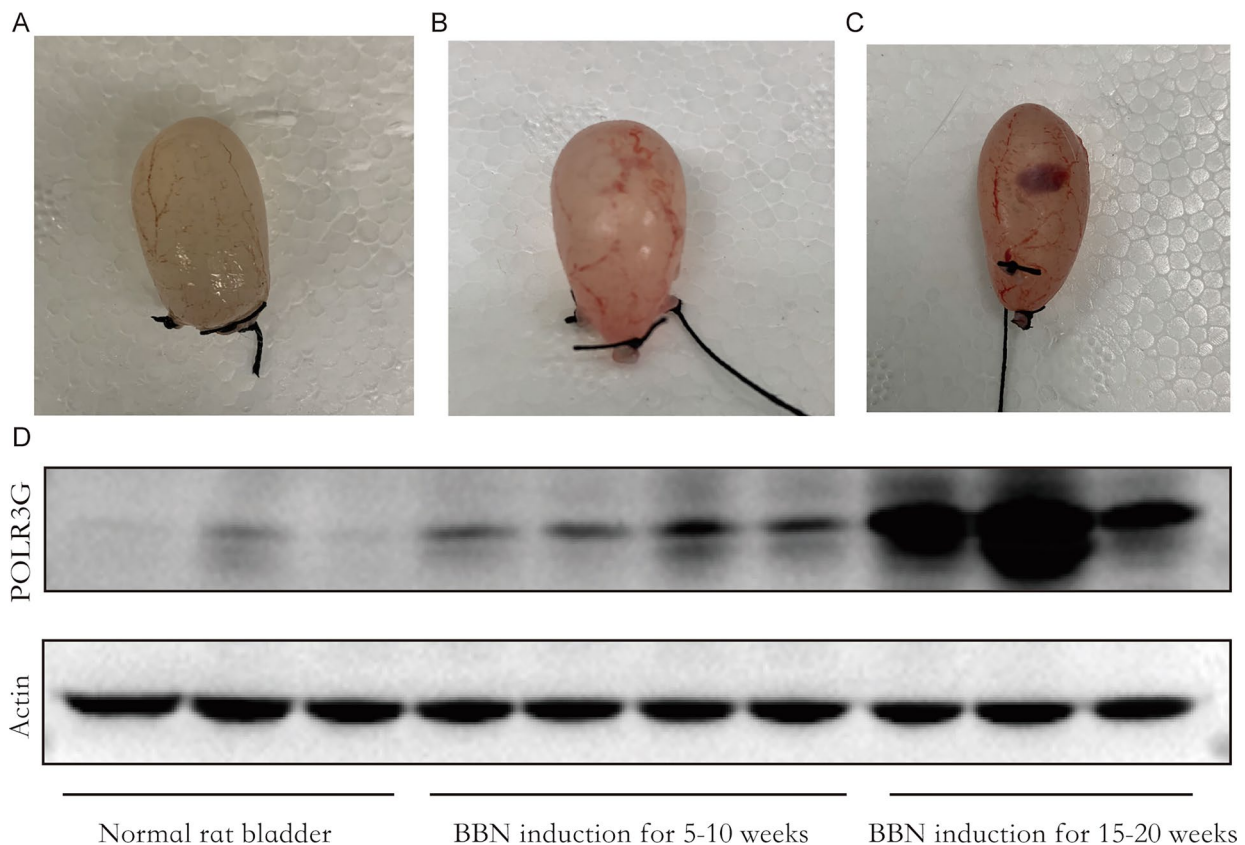 A
B
C
D
POLR3G
Actin
Normal rat bladder
BBN induction for 5-10 weeks
BBN induction for 15-20 weeks